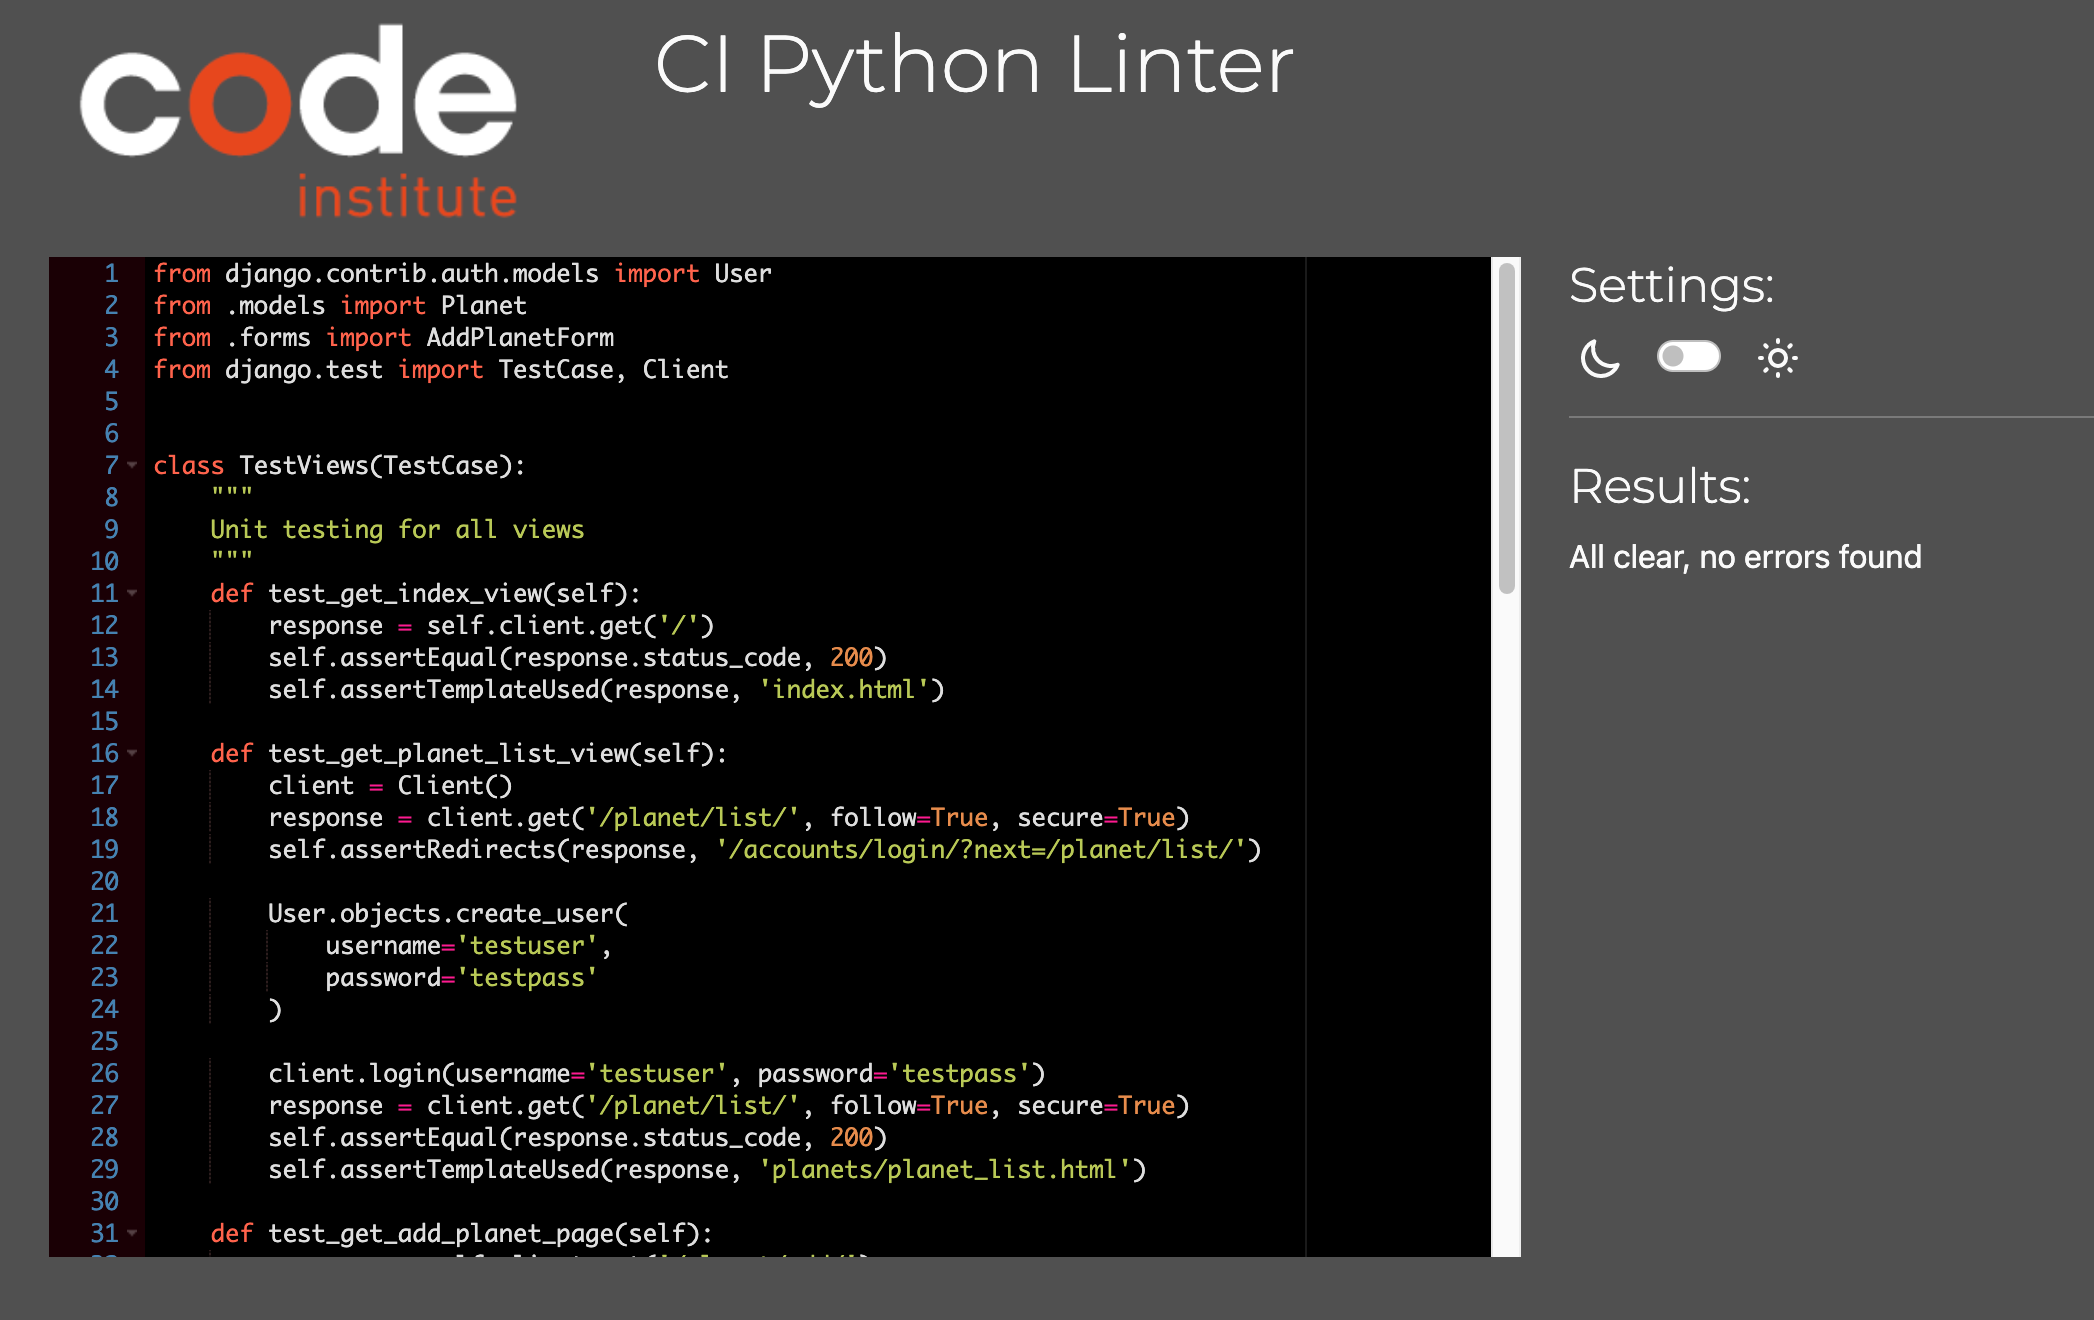 code
institute
CI Python Linter
1 from django.contrib.auth.models import User
2 from .models import Planet
3 from .forms import AddPlanetForm
4 from django.test import TestCase, Client
5
6
7 class TestViews(TestCase):
8     """
9     Unit testing for all views
10     """
11     def test_get_index_view(self):
12         response = self.client.get('/')
13         self.assertEqual(response.status_code, 200)
14         self.assertTemplateUsed(response, 'index.html')
15
16     def test_get_planet_list_view(self):
17         client = Client()
18         response = client.get('/planet/list/', follow=True, secure=True)
19         self.assertRedirects(response, '/accounts/login/?next=/planet/list/')
20
21         User.objects.create_user(
22             username='testuser',
23             password='testpass'
24         )
25
26         client.login(username='testuser', password='testpass')
27         response = client.get('/planet/list/', follow=True, secure=True)
28         self.assertEqual(response.status_code, 200)
29         self.assertTemplateUsed(response, 'planets/planet_list.html')
30
31     def test_get_add_planet_page(self):
Settings:
Results:
All clear, no errors found